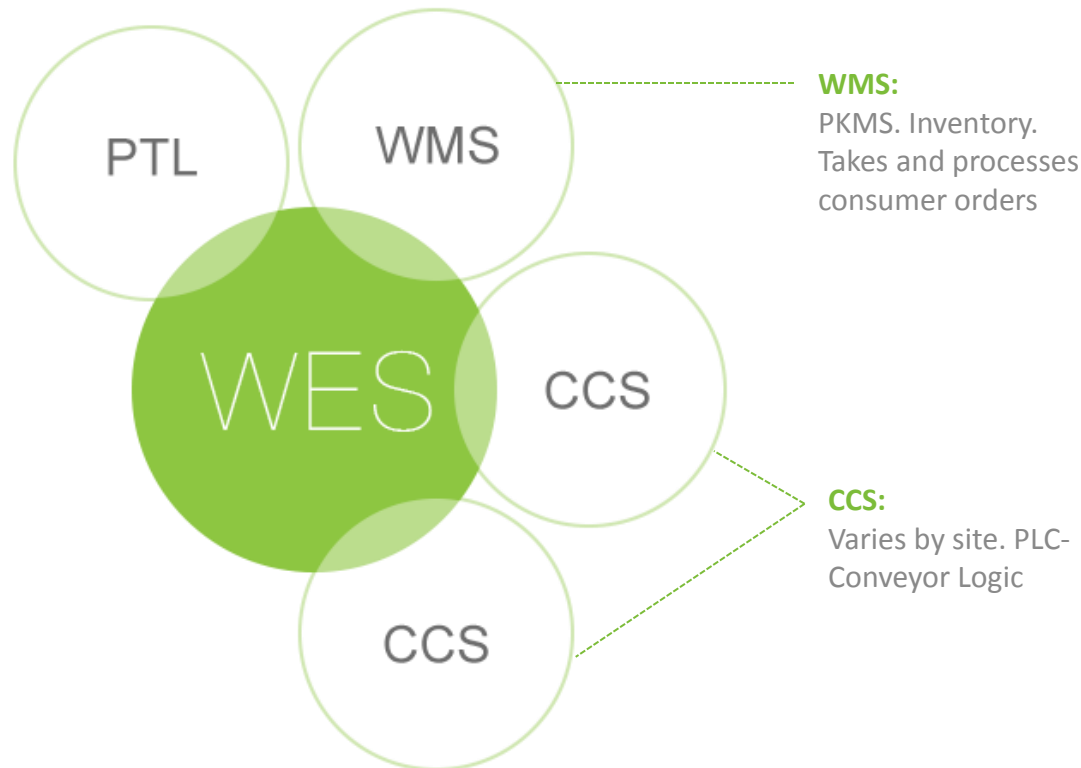 PTL
WMS
WMS:
PKMS. Inventory.
Takes and processes
consumer orders
WES
CCS
CCS:
Varies by site. PLC-
Conveyor Logic
CCS